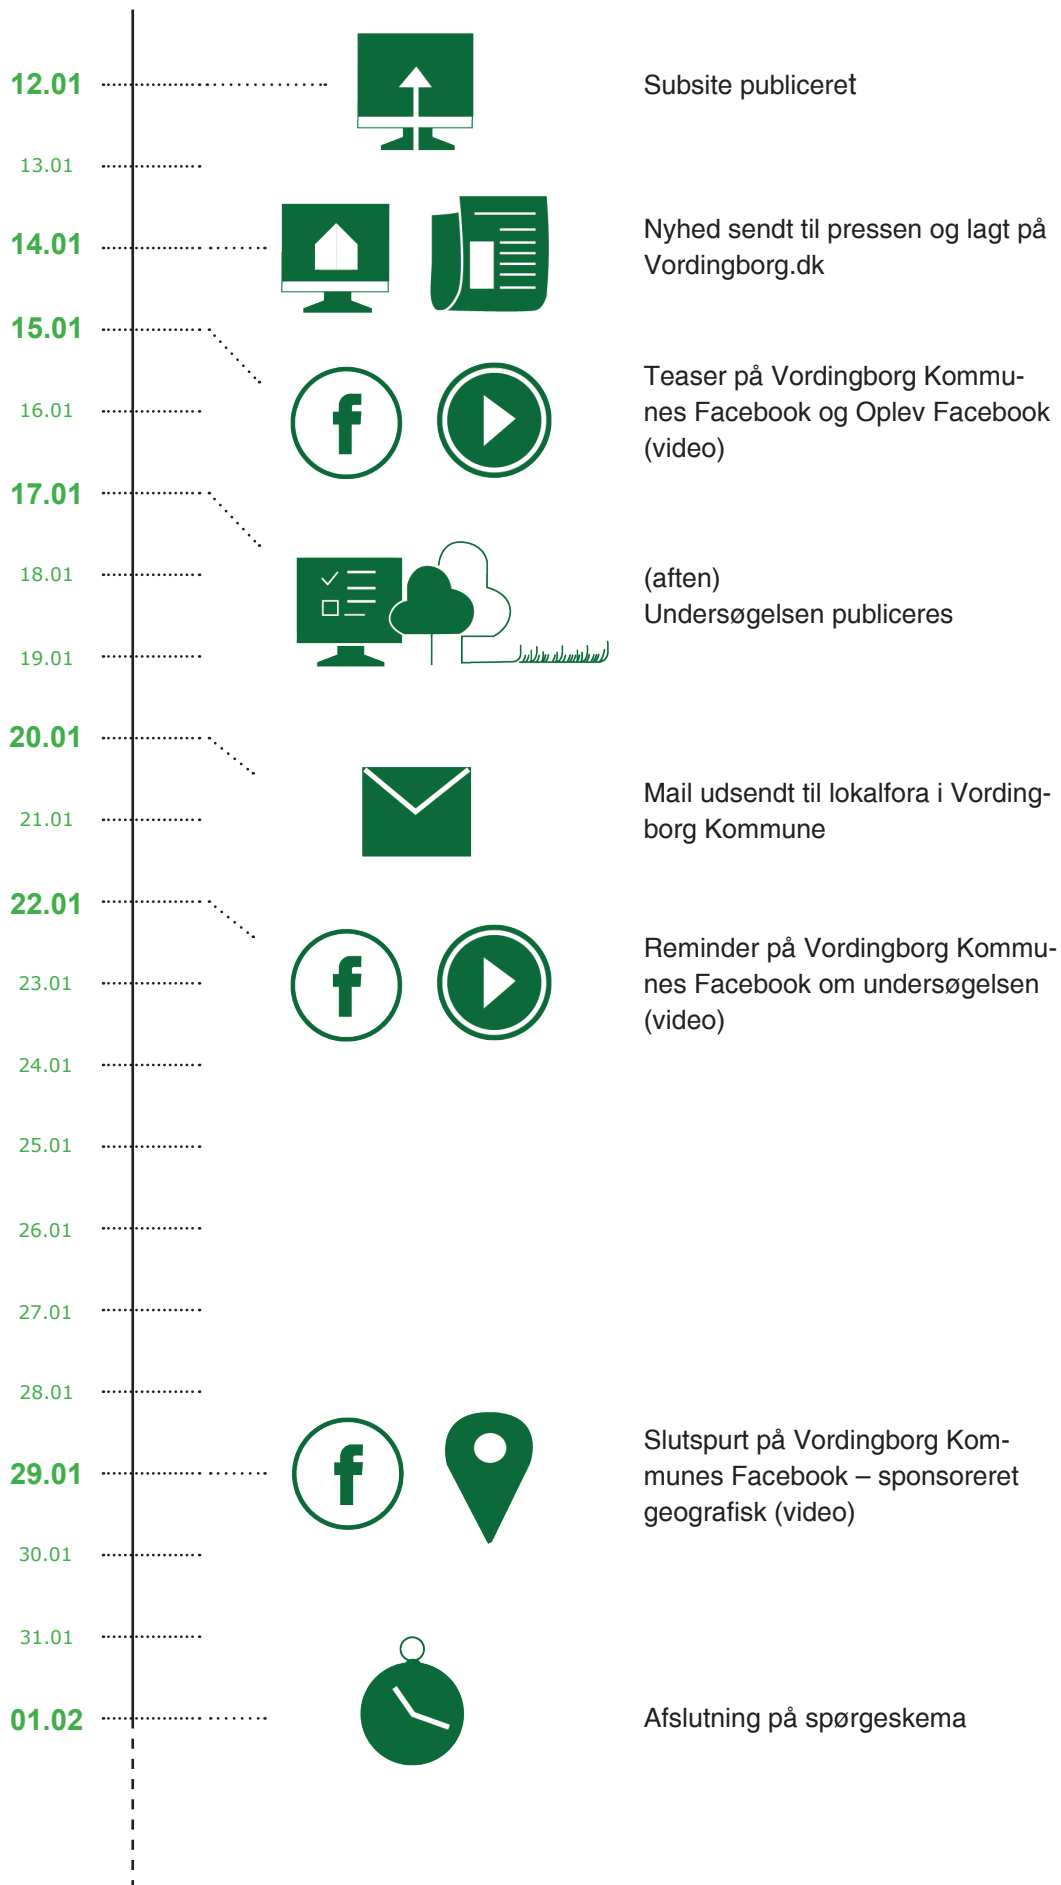 12.01
Subsite publiceret
13.01
14.01
Nyhed sendt til pressen og lagt på
Vordingborg.dk
15.01
Teaser på Vordingborg Kommu-
nes Facebook og Oplev Facebook
(video)
16.01
17.01
18.01
(aften)
Undersøgelsen publiceres
19.01
20.01
Mail udsendt til lokalfora i Vording-
borg Kommune
21.01
22.01
Reminder på Vordingborg Kommu-
nes Facebook om undersøgelsen
(video)
23.01
24.01
25.01
26.01
27.01
28.01
Slutspurt på Vordingborg Kom-
munes Facebook – sponsoreret
geografisk (video)
29.01
30.01
31.01
01.02
Afslutning på spørgeskema